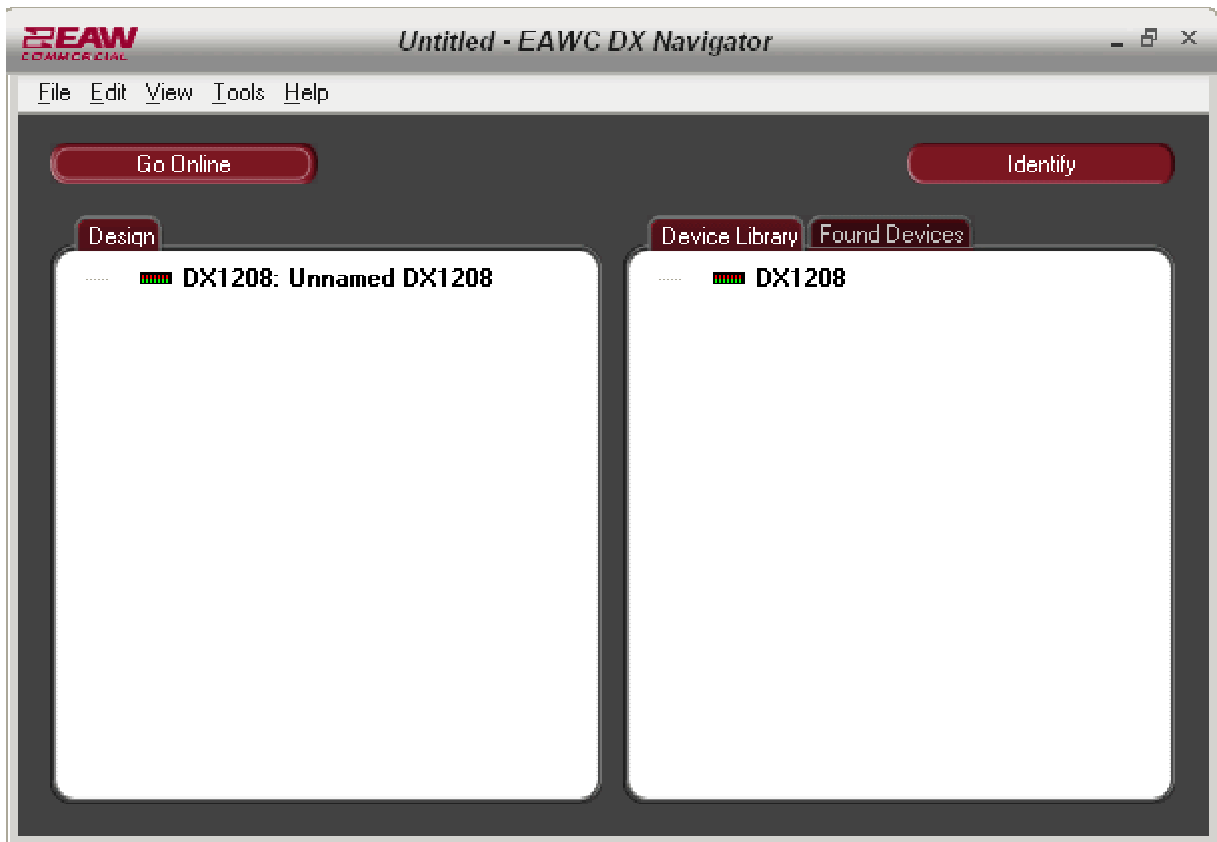 EAW
COMMERCIAL
Untitled - EAWC DX Navigator
File Edit View Tools Help
Go Online
Identify
Design
Device Library Found Devices
DX1208: Unnamed DX1208
DX1208